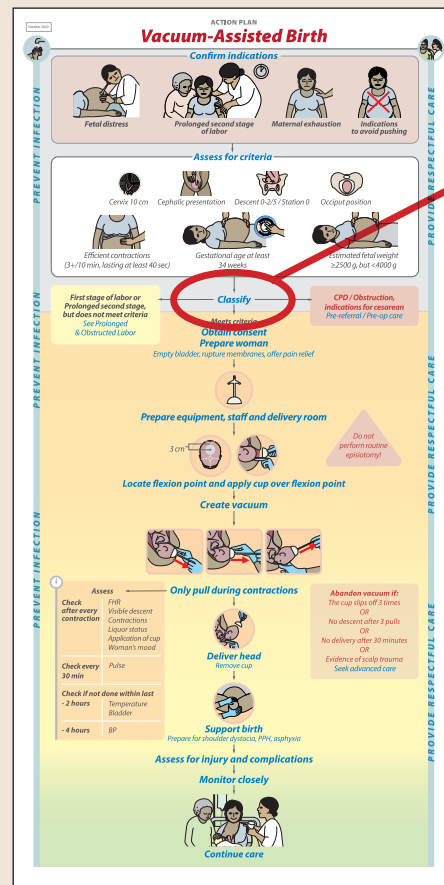 October 2022
ACTION PLAN
Vacuum-Assisted Birth
Confirm indications
Fetal distress
Prolonged second stage
of labor
Maternal exhaustion
Indications
to avoid pushing
Assess for criteria
Cervix 10 cm
Cephalic presentation
Descent 0-2/5 / Station 0
Occiput position
Efficient contractions
(3+/10 min, lasting at least 40 sec)
Gestational age at least
34 weeks
Estimated fetal weight
≥2500 g, but <4000 g
First stage of labor or
Prolonged second stage,
but does not meet criteria
See Prolonged
& Obstructed Labor
Classify
CPD / Obstruction,
indications for cesarean
Pre-referral / Pre-op care
Meets criteria
Obtain consent
Prepare woman
Empty bladder, rupture membranes, offer pain relief
Prepare equipment, staff and delivery room
3 cm
Do not
perform routine
episiotomy!
Locate flexion point and apply cup over flexion point
Create vacuum
Only pull during contractions
Assess
Check
after every
contraction
FHR
Visible descent
Contractions
Liquor status
Application of cup
Woman's mood
Check every
30 min
Pulse
Check if not done within last
- 2 hours
Temperature
Bladder
- 4 hours
BP
Abandon vacuum if:
The cup slips off 3 times
OR
No descent after 3 pulls
OR
No delivery after 30 minutes
OR
Evidence of scalp trauma
Seek advanced care
Deliver head
Remove cup
Support birth
Prepare for shoulder dystocia, PPH, asphyxia
Assess for injury and complications
Monitor closely
Continue care
PREVENT INFECTION
PREVENT INFECTION
PREVENT INFECTION
PROVIDE RESPECTFUL CARE
PROVIDE RESPECTFUL CARE
PROVIDE RESPECTFUL CARE